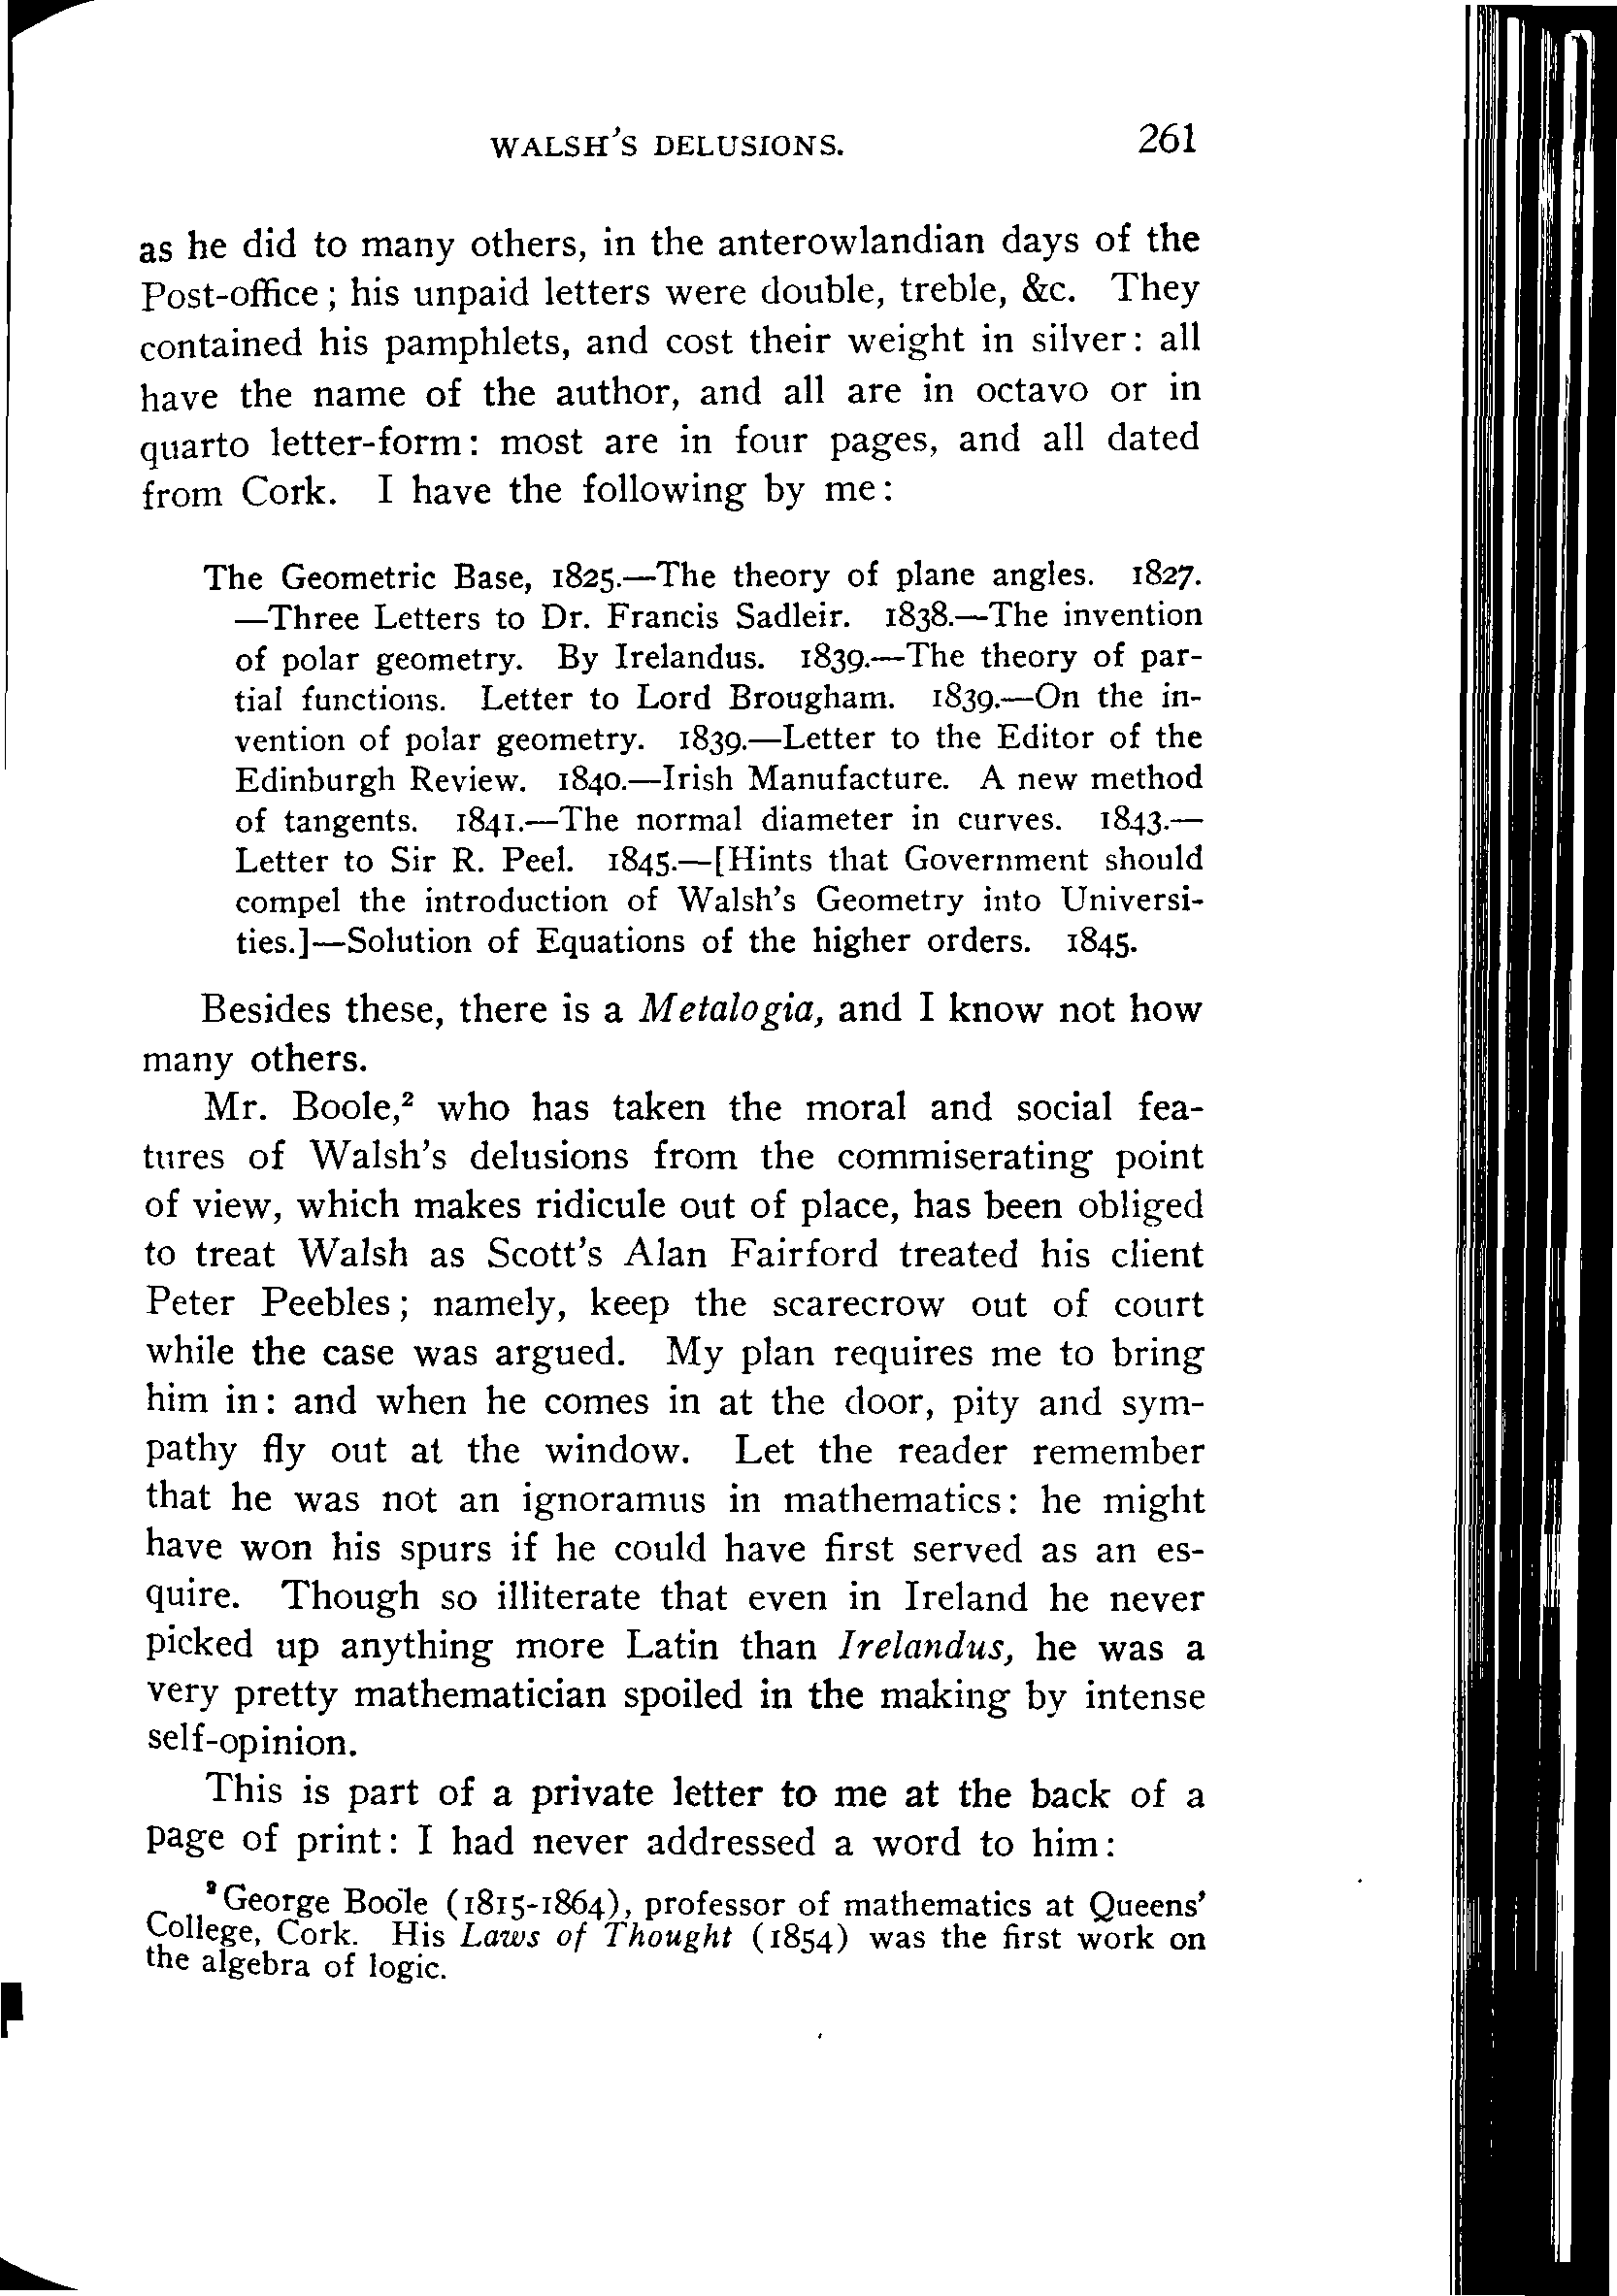 WALSH'S DELUSIONS. 261
as he did to many others, in the anterowlandian days of the
Post-office; his unpaid letters were double, treble, &c. They
contained his pamphlets, and cost their weight in silver: all
have the name of the author, and all are in octavo or in
quarto letter-form: most are in four pages, and all dated
from Cork. I have the following by me:
The Geometric Base, 1825.—The theory of plane angles. 1827.
—Three Letters to Dr. Francis Sadleir. 1838.—The invention
of polar geometry. By Irelandus. 1839.—The theory of par-
tial functions. Letter to Lord Brougham. 1839.—On the in-
vention of polar geometry. 1839.—Letter to the Editor of the
Edinburgh Review. 1840.—Irish Manufacture. A new method
of tangents. 1841.—The normal diameter in curves. 1843.—
Letter to Sir R. Peel. 1845.—[Hints that Government should
compel the introduction of Walsh's Geometry into Universi-
ties.]—Solution of Equations of the higher orders. 1845.
Besides these, there is a Metalogia, and I know not how
many others.
Mr. Boole,² who has taken the moral and social fea-
tures of Walsh's delusions from the commiserating point
of view, which makes ridicule out of place, has been obliged
to treat Walsh as Scott's Alan Fairford treated his client
Peter Peebles; namely, keep the scarecrow out of court
while the case was argued. My plan requires me to bring
him in: and when he comes in at the door, pity and sym-
pathy fly out at the window. Let the reader remember
that he was not an ignoramus in mathematics: he might
have won his spurs if he could have first served as an es-
quire. Though so illiterate that even in Ireland he never
picked up anything more Latin than Irelandus, he was a
very pretty mathematician spoiled in the making by intense
self-opinion.
This is part of a private letter to me at the back of a
page of print: I had never addressed a word to him:
²George Boole (1815-1864), professor of mathematics at Queens'
College, Cork. His Laws of Thought (1854) was the first work on
the algebra of logic.